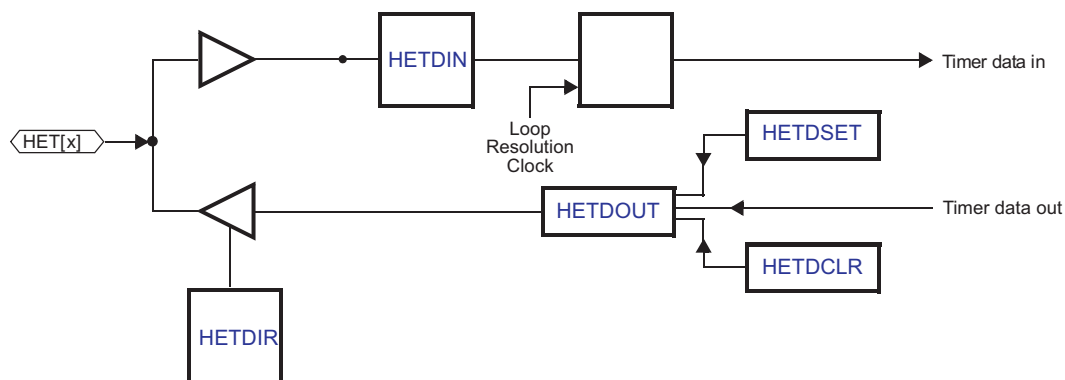 HETDIN
Timer data in
Loop
Resolution
Clock
HETDSET
HET[x]
HETDOUT
Timer data out
HETDCLR
HETDIR